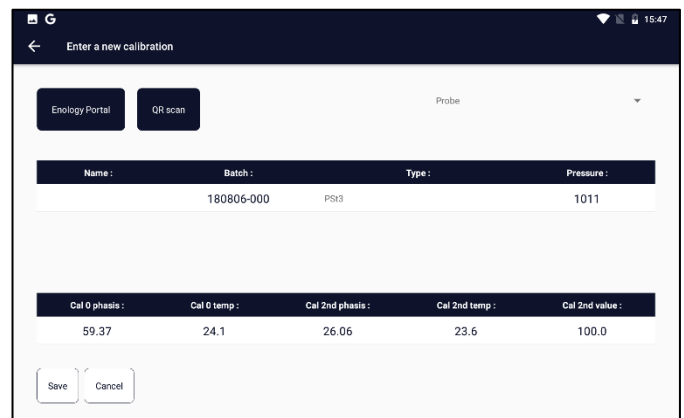 G 15:47
Enter a new calibration
Enology Portal QR scan Probe
Name : Batch : Type : Pressure :
180806-000 PSt3 1011
Cal 0 phasis : Cal 0 temp : Cal 2nd phasis : Cal 2nd temp : Cal 2nd value :
59.37 24.1 26.06 23.6 100.0
Save Cancel